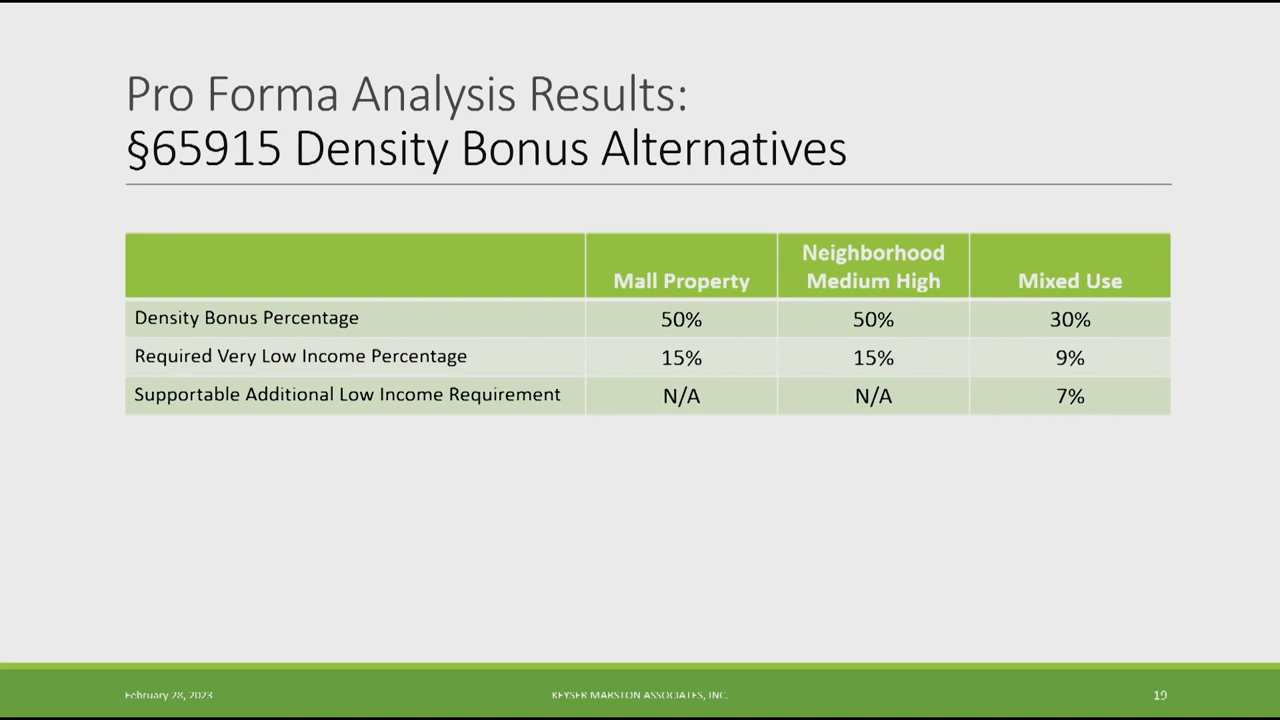 Pro Forma Analysis Results:
§65915 Density Bonus Alternatives
Mall Property
Neighborhood
Medium High
Mixed Use
Density Bonus Percentage 50% 50% 30%
Required Very Low Income Percentage 15% 15% 9%
Supportable Additional Low Income Requirement N/A N/A 7%
February 28, 2023 KEYSER MARSTON ASSOCIATES, INC. 19